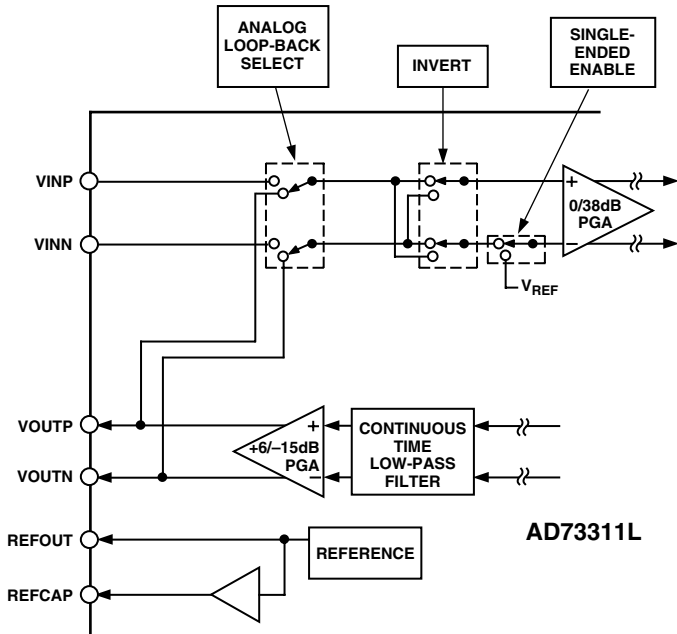 ANALOG
LOOP-BACK
SELECT
INVERT
SINGLE-
ENDED
ENABLE
VINP
VINN
+
0/38dB
PGA
–
VREF
VOUTP
VOUTN
+
+6/–15dB
PGA
–
CONTINUOUS
TIME
LOW-PASS
FILTER
REFOUT
REFCAP
REFERENCE
AD73311L